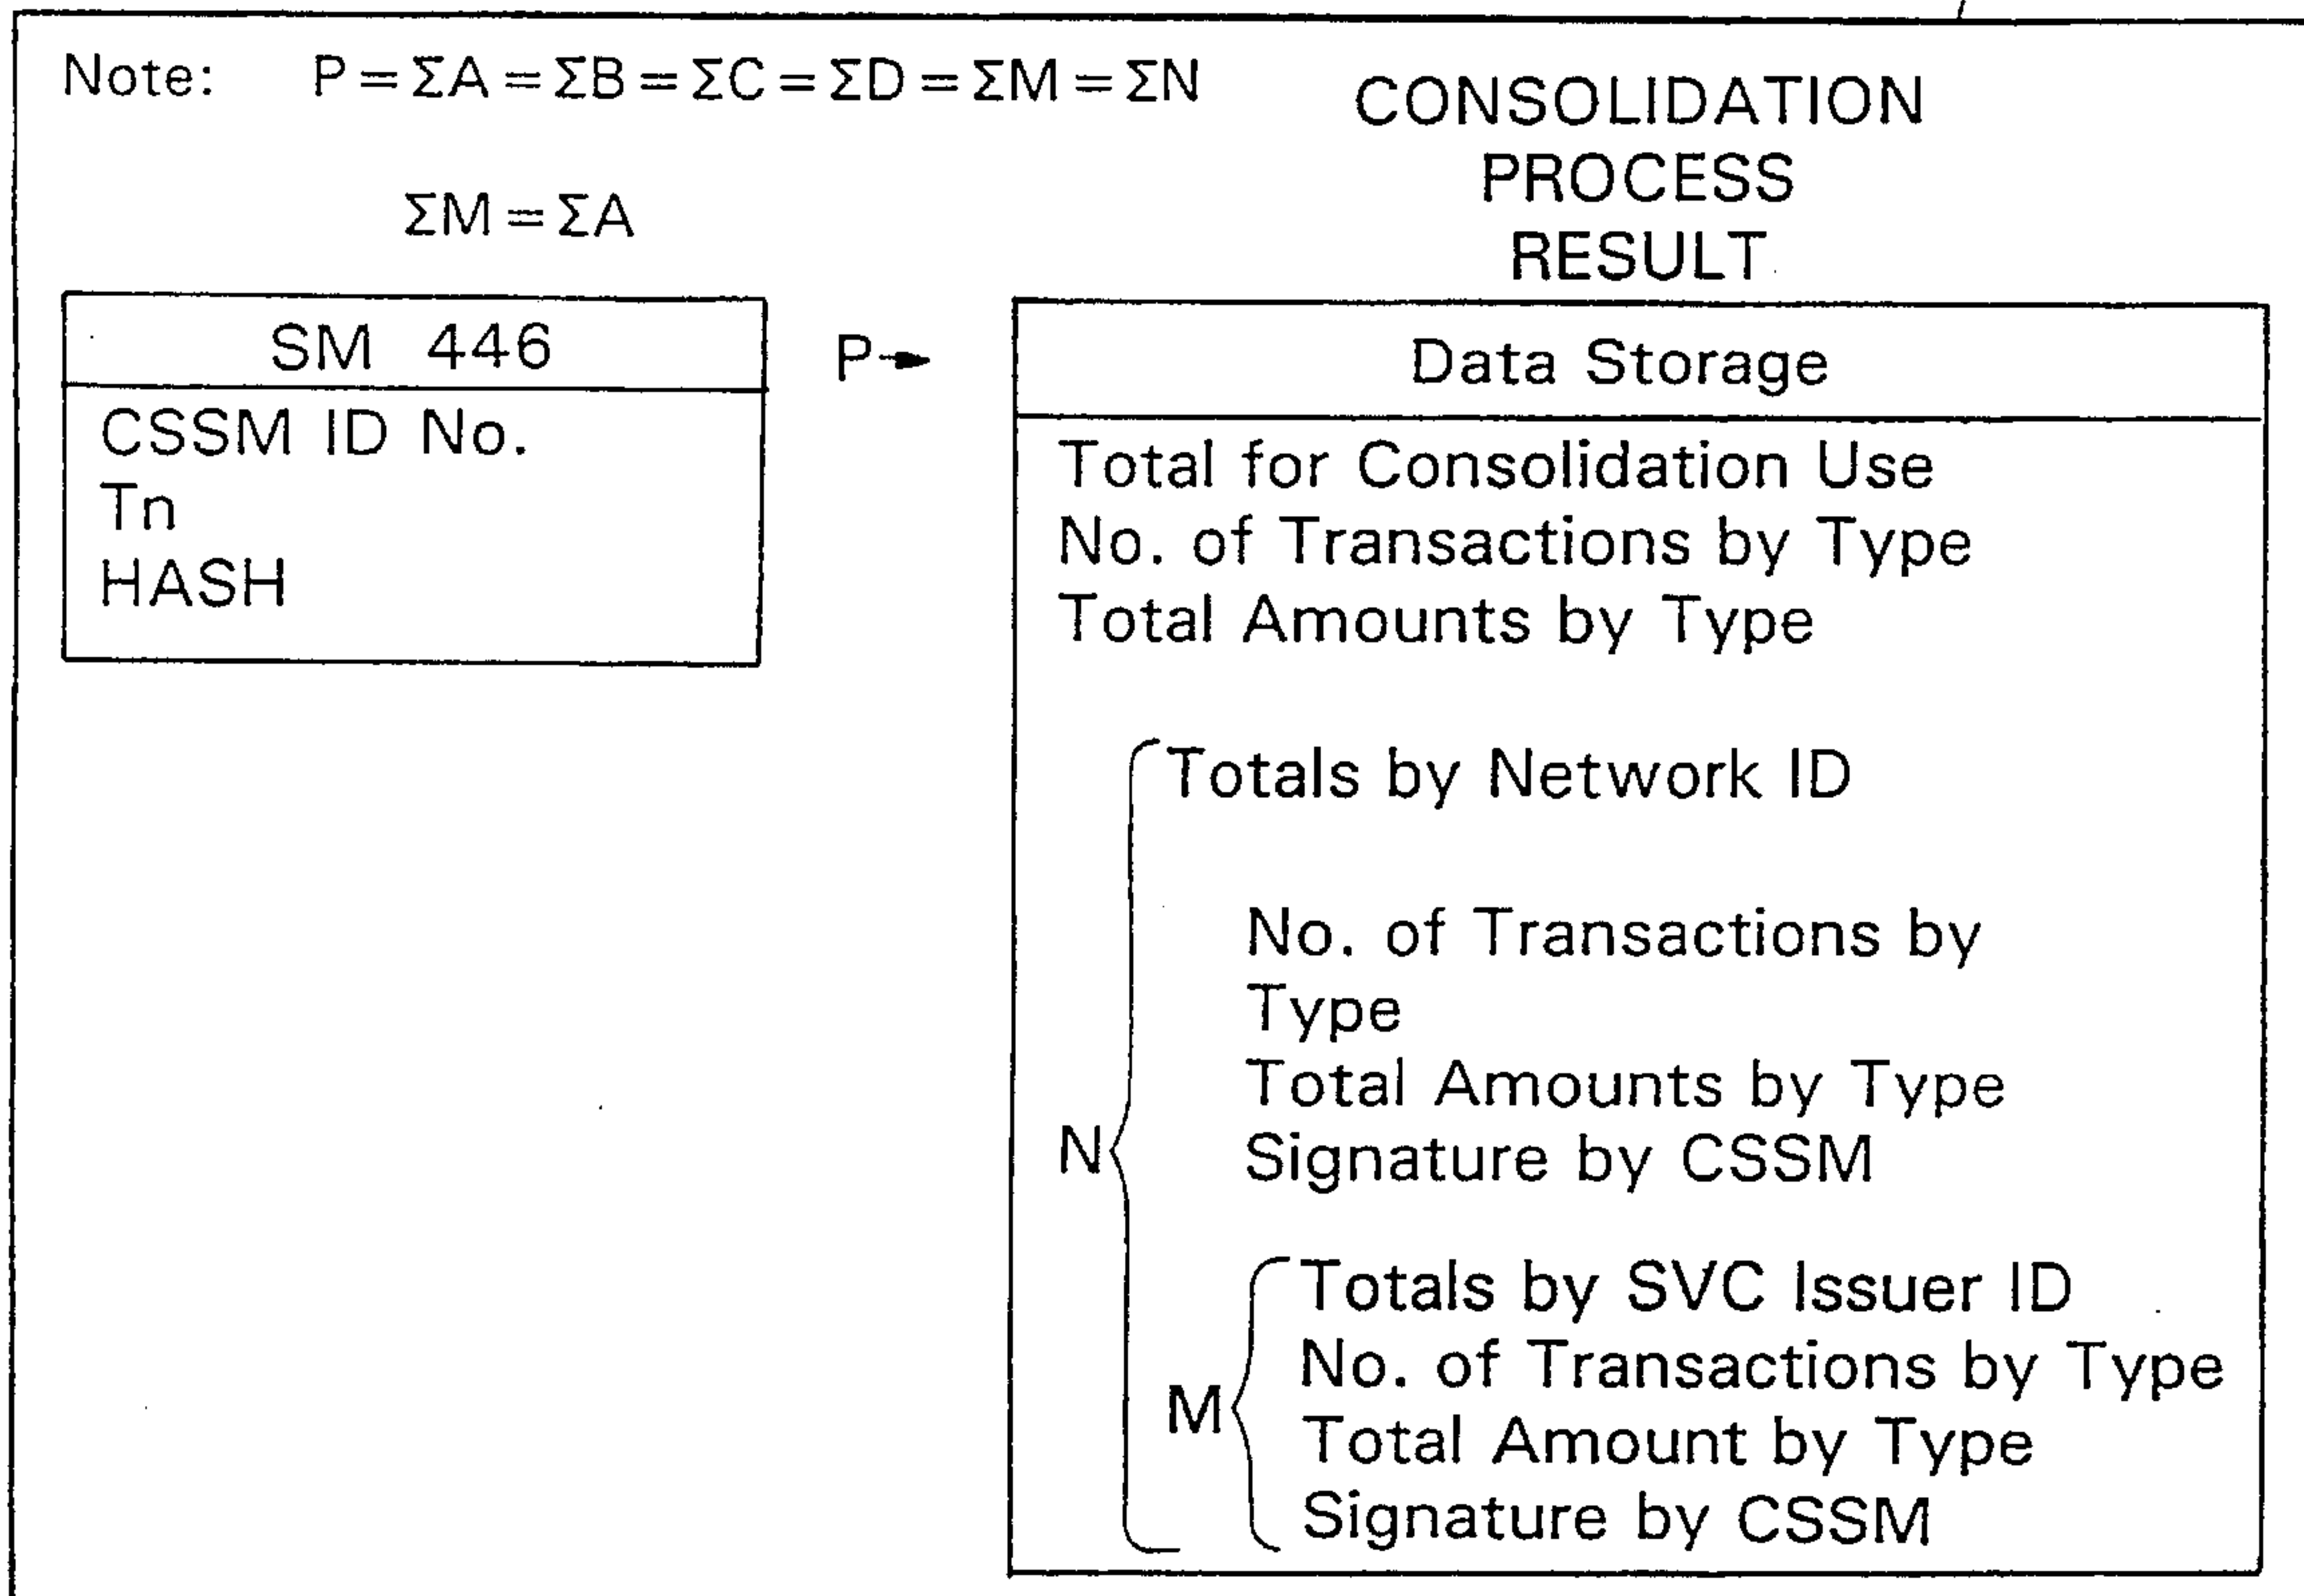 Note: P=ΣA=ΣB=ΣC=ΣD=ΣM=ΣN
ΣM=ΣA
CONSOLIDATION
PROCESS
RESULT
SM 446
CSSM ID No.
Tn
HASH
P
Data Storage
Total for Consolidation Use
No. of Transactions by Type
Total Amounts by Type
Totals by Network ID
No. of Transactions by
Type
Total Amounts by Type
N
Signature by CSSM
Totals by SVC Issuer ID
No. of Transactions by Type
M
Total Amount by Type
Signature by CSSM